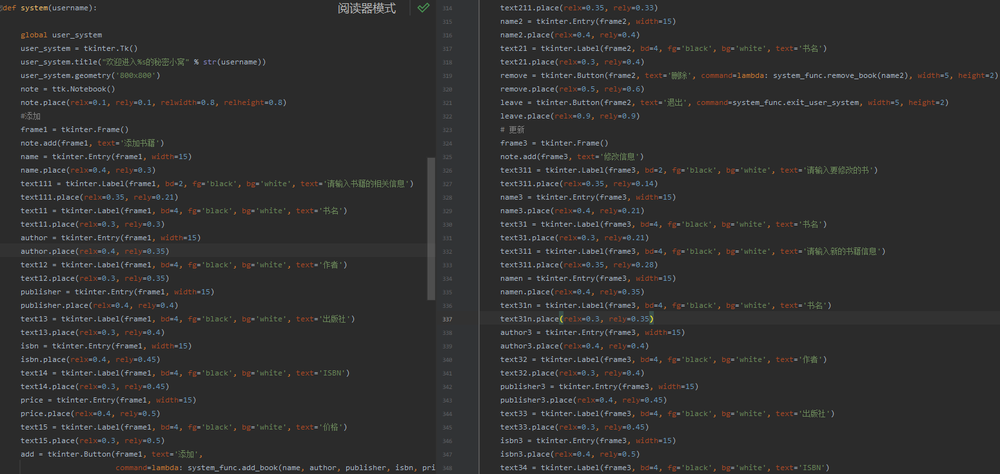 def system(username):
阅读器模式
global user_system
user_system = tkinter.Tk()
user_system.title("欢迎进入%s的秘密小窝" % str(username))
user_system.geometry('800x800')
note = ttk.Notebook()
note.place(relx=0.1, rely=0.1, relwidth=0.8, relheight=0.8)
#添加
frame1 = tkinter.Frame()
note.add(frame1, text='添加书籍')
name = tkinter.Entry(frame1, width=15)
name.place(relx=0.4, rely=0.3)
text111 = tkinter.Label(frame1, bd=2, fg='black', bg='white', text='请输入书籍的相关信息')
text111.place(relx=0.35, rely=0.21)
text11 = tkinter.Label(frame1, bd=4, fg='black', bg='white', text='书名')
text11.place(relx=0.3, rely=0.3)
author = tkinter.Entry(frame1, width=15)
author.place(relx=0.4, rely=0.35)
text12 = tkinter.Label(frame1, bd=4, fg='black', bg='white', text='作者')
text12.place(relx=0.3, rely=0.35)
publisher = tkinter.Entry(frame1, width=15)
publisher.place(relx=0.4, rely=0.4)
text13 = tkinter.Label(frame1, bd=4, fg='black', bg='white', text='出版社')
text13.place(relx=0.3, rely=0.4)
isbn = tkinter.Entry(frame1, width=15)
isbn.place(relx=0.4, rely=0.45)
text14 = tkinter.Label(frame1, bd=4, fg='black', bg='white', text='ISBN')
text14.place(relx=0.3, rely=0.45)
price = tkinter.Entry(frame1, width=15)
price.place(relx=0.4, rely=0.5)
text15 = tkinter.Label(frame1, bd=4, fg='black', bg='white', text='价格')
text15.place(relx=0.3, rely=0.5)
add = tkinter.Button(frame1, text='添加',
command=lambda: system_func.add_book(name, author, publisher, isbn, pri
314 text211.place(relx=0.35, rely=0.33)
315 name2 = tkinter.Entry(frame2, width=15)
316 name2.place(relx=0.4, rely=0.4)
317 text21 = tkinter.Label(frame2, bd=4, fg='black', bg='white', text='书名')
318 text21.place(relx=0.3, rely=0.4)
319 remove = tkinter.Button(frame2, text='删除', command=lambda: system_func.remove_book(name2), width=5, height=2)
320 remove.place(relx=0.5, rely=0.6)
321 leave = tkinter.Button(frame2, text='退出', command=system_func.exit_user_system, width=5, height=2)
322 leave.place(relx=0.9, rely=0.9)
323 # 更新
324 frame3 = tkinter.Frame()
325 note.add(frame3, text='修改信息')
326 text311 = tkinter.Label(frame3, bd=2, fg='black', bg='white', text='请输入要修改的书')
327 text311.place(relx=0.35, rely=0.14)
328 name3 = tkinter.Entry(frame3, width=15)
329 name3.place(relx=0.4, rely=0.21)
330 text31 = tkinter.Label(frame3, bd=4, fg='black', bg='white', text='书名')
331 text31.place(relx=0.3, rely=0.21)
332 text311 = tkinter.Label(frame3, bd=4, fg='black', bg='white', text='请输入新的书籍信息')
333 text311.place(relx=0.35, rely=0.28)
334 namen = tkinter.Entry(frame3, width=15)
335 namen.place(relx=0.4, rely=0.35)
336 text31n = tkinter.Label(frame3, bd=4, fg='black', bg='white', text='书名')
337 text31n.place(relx=0.3, rely=0.35)
338 author3 = tkinter.Entry(frame3, width=15)
339 author3.place(relx=0.4, rely=0.4)
340 text32 = tkinter.Label(frame3, bd=4, fg='black', bg='white', text='作者')
341 text32.place(relx=0.3, rely=0.4)
342 publisher3 = tkinter.Entry(frame3, width=15)
343 publisher3.place(relx=0.4, rely=0.45)
344 text33 = tkinter.Label(frame3, bd=4, fg='black', bg='white', text='出版社')
345 text33.place(relx=0.3, rely=0.45)
346 isbn3 = tkinter.Entry(frame3, width=15)
347 isbn3.place(relx=0.4, rely=0.5)
348 text34 = tkinter.Label(frame3, bd=4, fg='black', bg='white', text='ISBN')